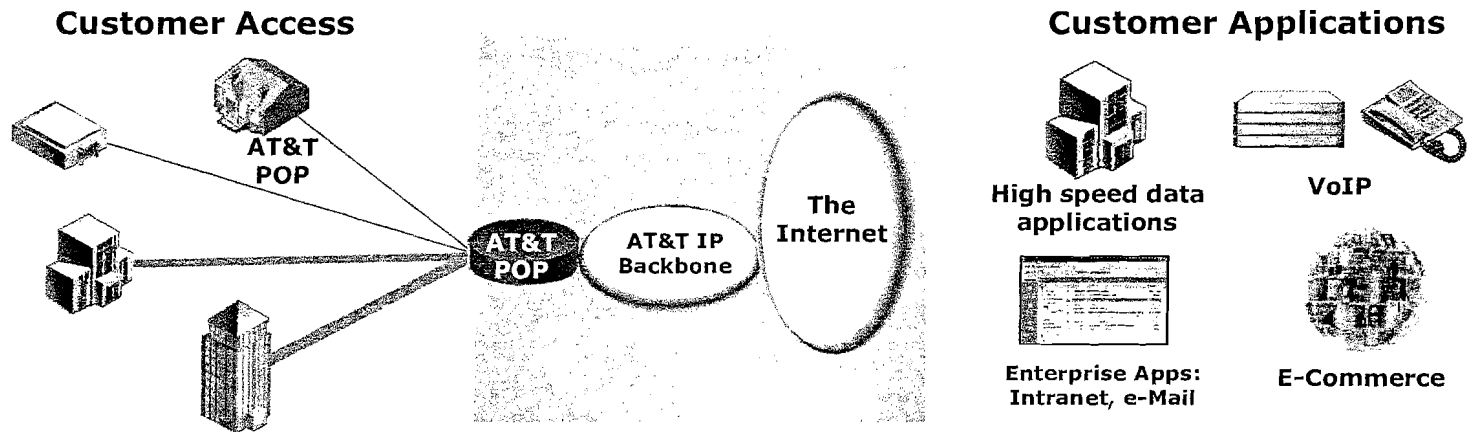 Customer Access
AT&T
POP
AT&T
POP
AT&T IP
Backbone
The
Internet
Customer Applications
High speed data
applications
VoIP
Enterprise Apps:
Intranet, e-Mail
E-Commerce